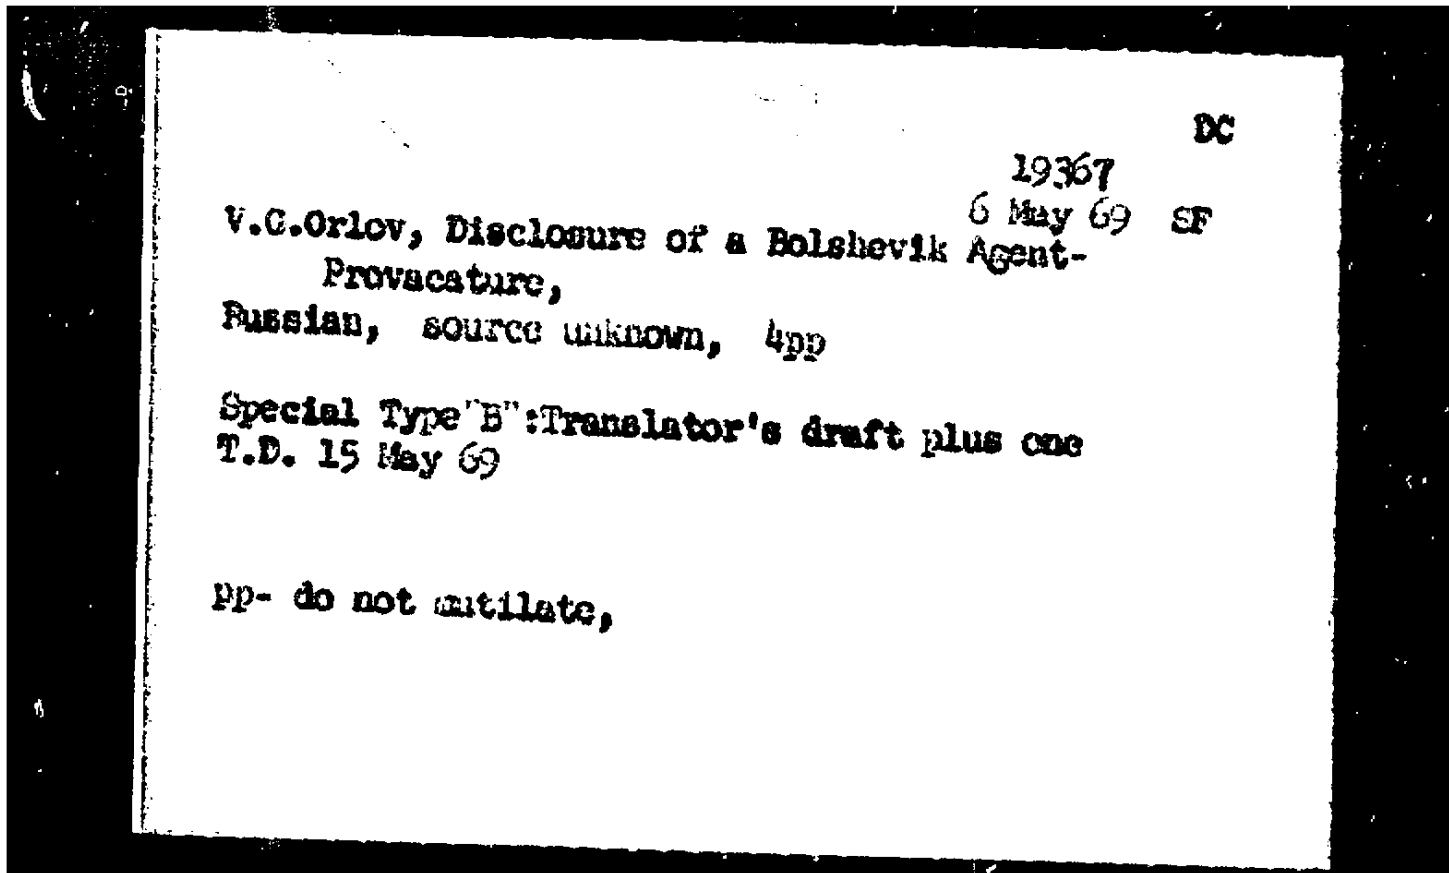 DC
19367
6 May 69 SF
V.G.Orlov, Disclosure of a Bolshevik Agent-
Provacature,
Russian, source unknown, 4pp
Special Type"B":Translator's draft plus one
T.D. 15 May 69
pp- do not mutilate,